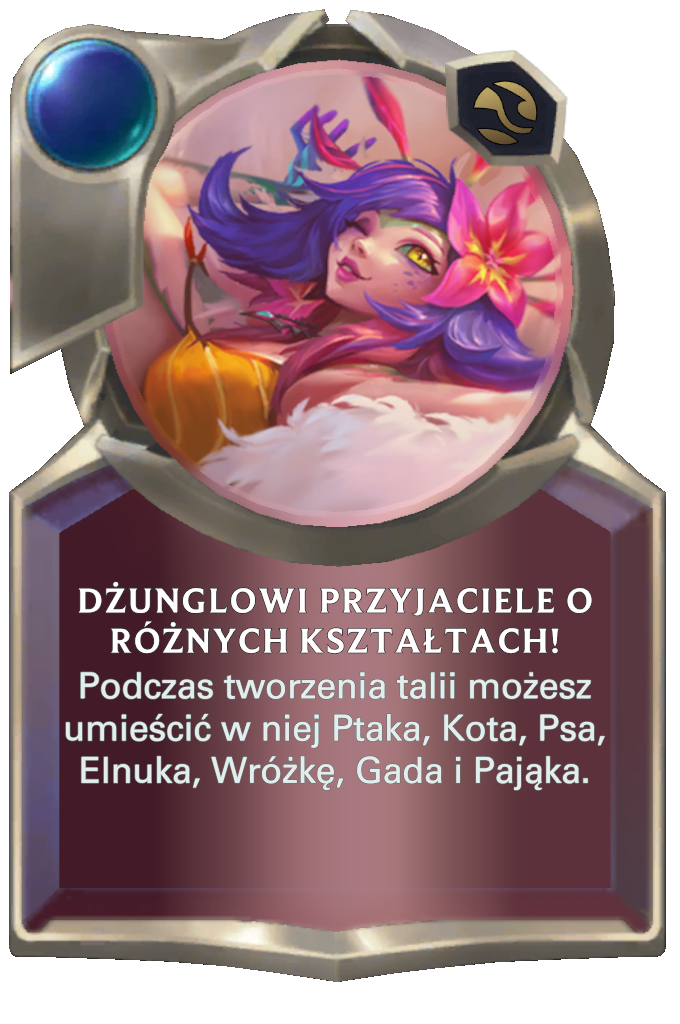 DŻUNGLOWI PRZYJACIELE O
RÓŻNYCH KSZTAŁTACH!
Podczas tworzenia talii możesz
umieścić w niej Ptaka, Kota, Psa,
Elnuka, Wróżkę, Gada i Pająka.